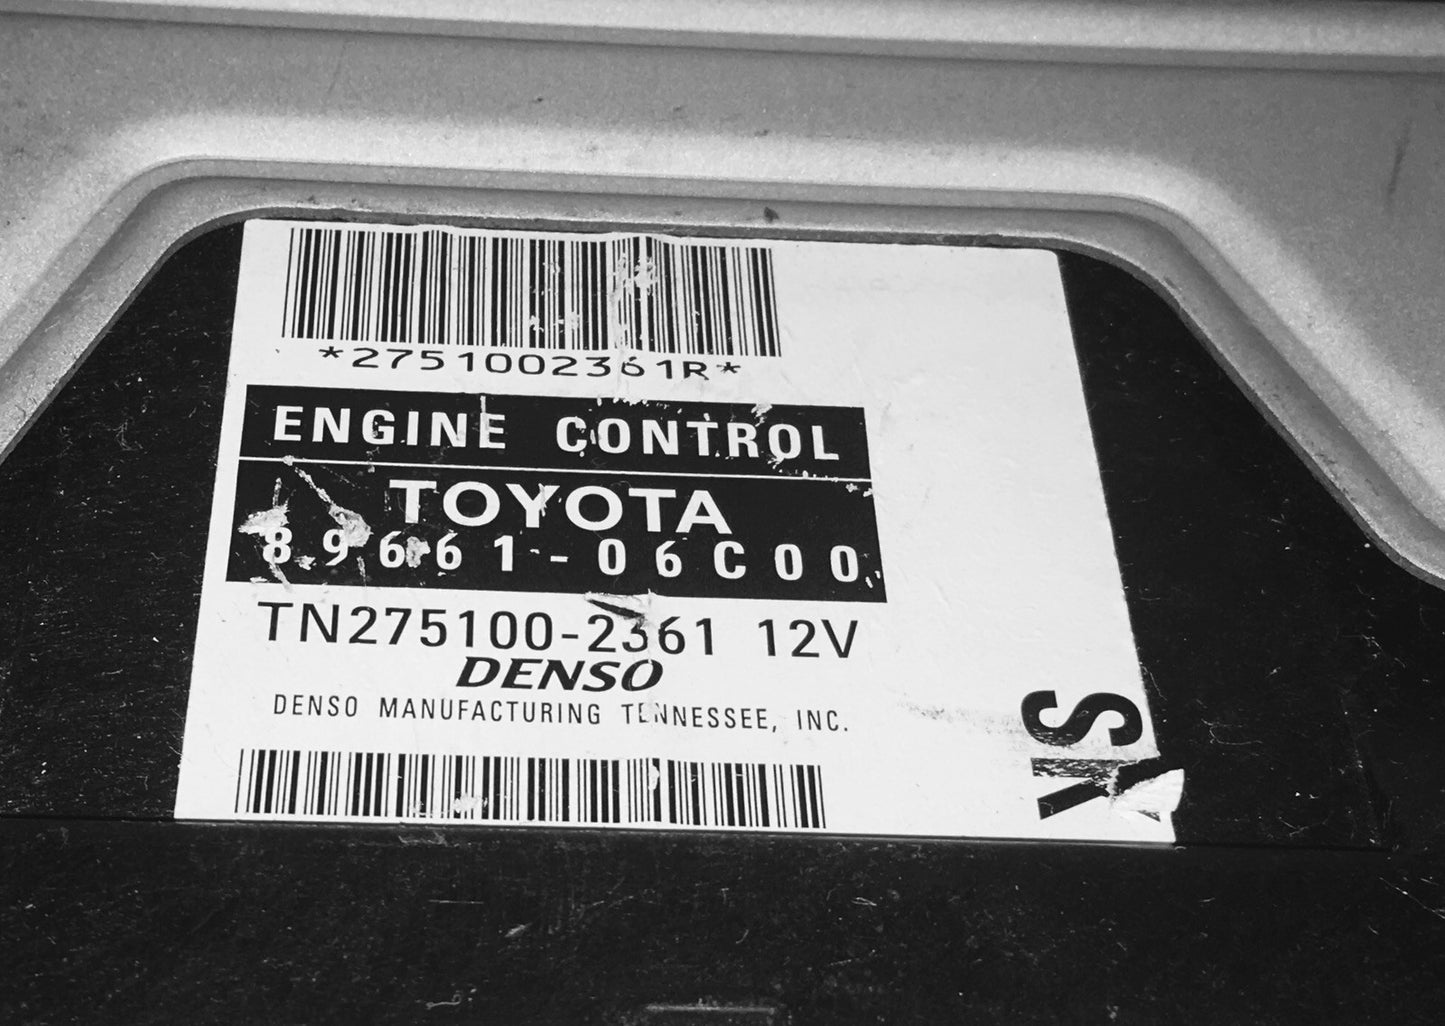 *2751002361R*
ENGINE CONTROL
TOYOTA
89661-06C00
TN275100-2361 12V
DENSO
DENSO MANUFACTURING TENNESSEE, INC.